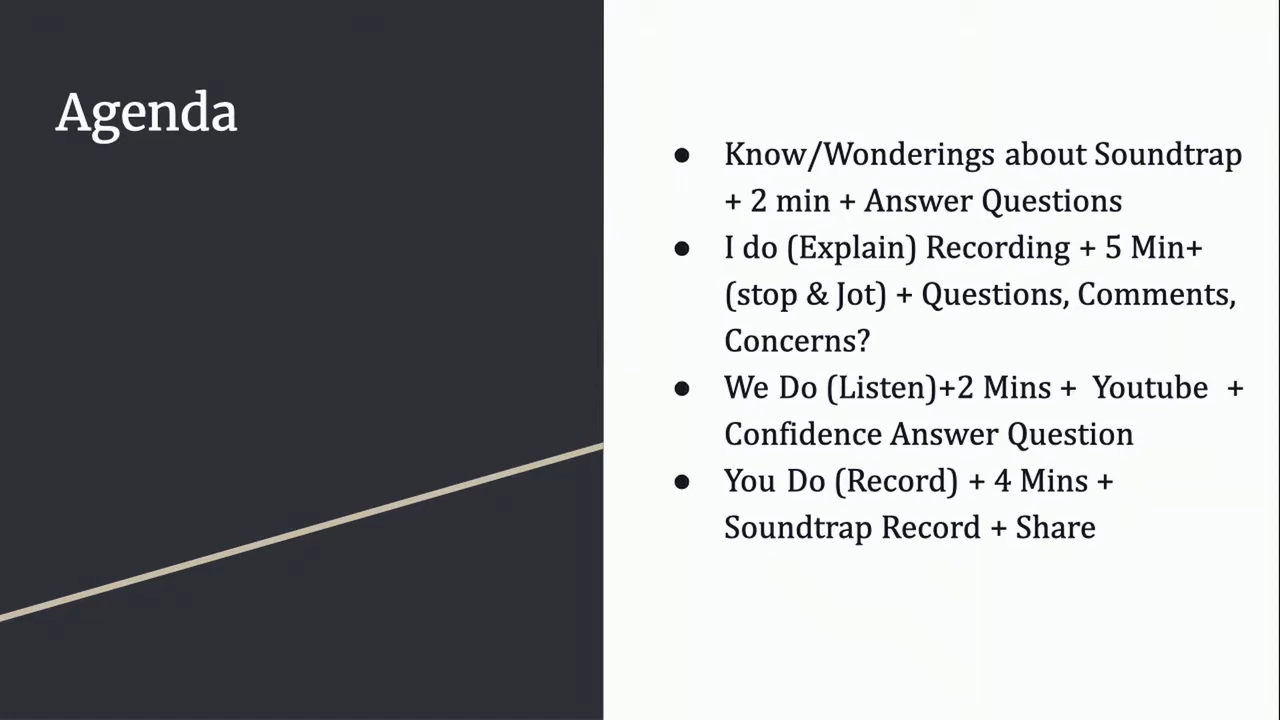 Agenda
● Know/Wonderings about Soundtrap
+ 2 min + Answer Questions
● I do (Explain) Recording + 5 Min+
(stop & Jot) + Questions, Comments,
Concerns?
● We Do (Listen)+2 Mins +  Youtube  +
Confidence Answer Question
● You Do (Record) + 4 Mins +
Soundtrap Record + Share